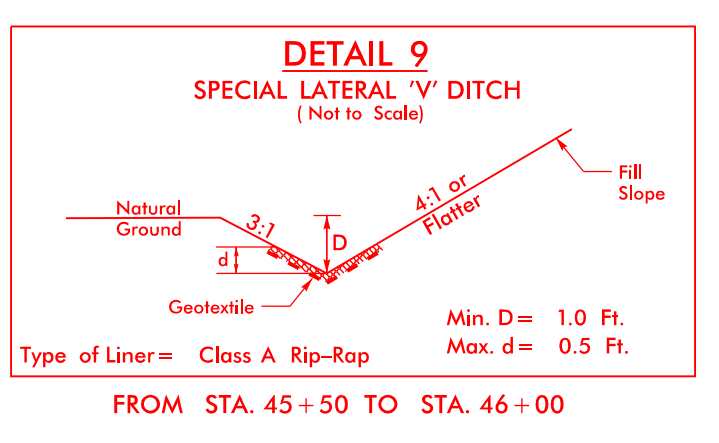 DETAIL 9
SPECIAL LATERAL 'V' DITCH
( Not to Scale)
Natural
Ground
3:1
D
d
4:1 or
Flatter
Fill
Slope
Geotextile
Min. D = 1.0 Ft.
Max. d = 0.5 Ft.
Type of Liner = Class A Rip-Rap
FROM STA. 45+50 TO STA. 46+00